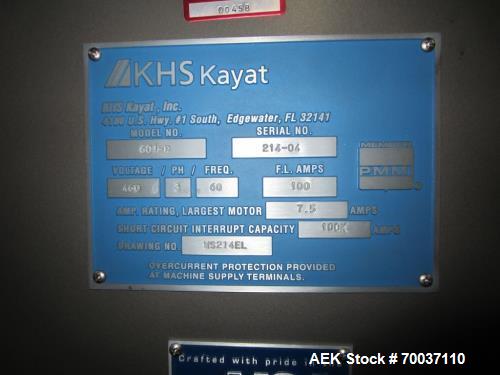 00458
KHS Kayat
KHS Kayat, Inc.
U.S. Hwy. #1 South, Edgewater, FL 32141
MODEL NO. SERIAL NO.
214-04
VOLTAGE / PH / FREQ. F.L. AMPS
460 3 60 100
MEMBER
PMMI
AMP. RATING, LARGEST MOTOR 7.5 AMPS
SHORT CIRCUIT INTERRUPT CAPACITY 100K AMPS
DRAWING NO. WS214EL
OVERCURRENT PROTECTION PROVIDED
AT MACHINE SUPPLY TERMINALS.
Crafted with pride in
AEK Stock # 70037110